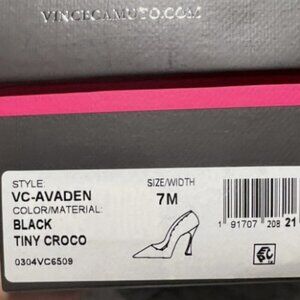 VINCECAMUTO.COM
STYLE:
VC-AVADEN
COLOR/MATERIAL:
BLACK
TINY CROCO
0304VC6509
SIZE/WIDTH
7M
1 91707 208 21